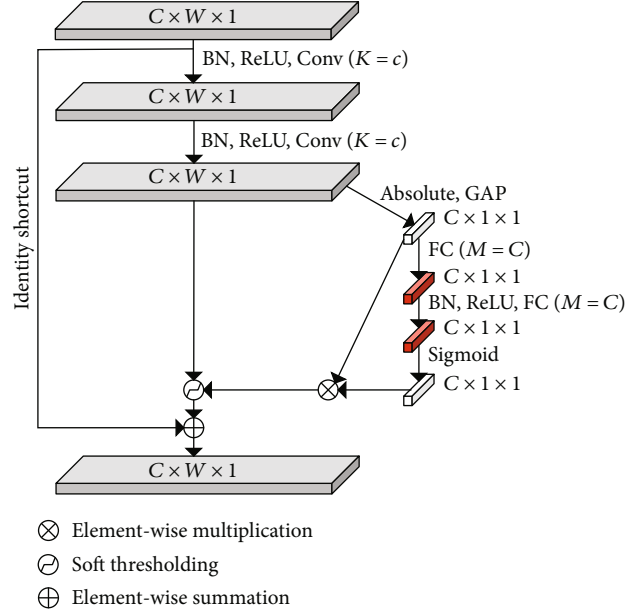 C × W × 1
BN, ReLU, Conv (K = c)
C × W × 1
BN, ReLU, Conv (K = c)
C × W × 1
Absolute, GAP
C × 1 × 1
FC (M = C)
C × 1 × 1
BN, ReLU, FC (M = C)
C × 1 × 1
Sigmoid
C × 1 × 1
Identity shortcut
C × W × 1
Element-wise multiplication
Soft thresholding
Element-wise summation